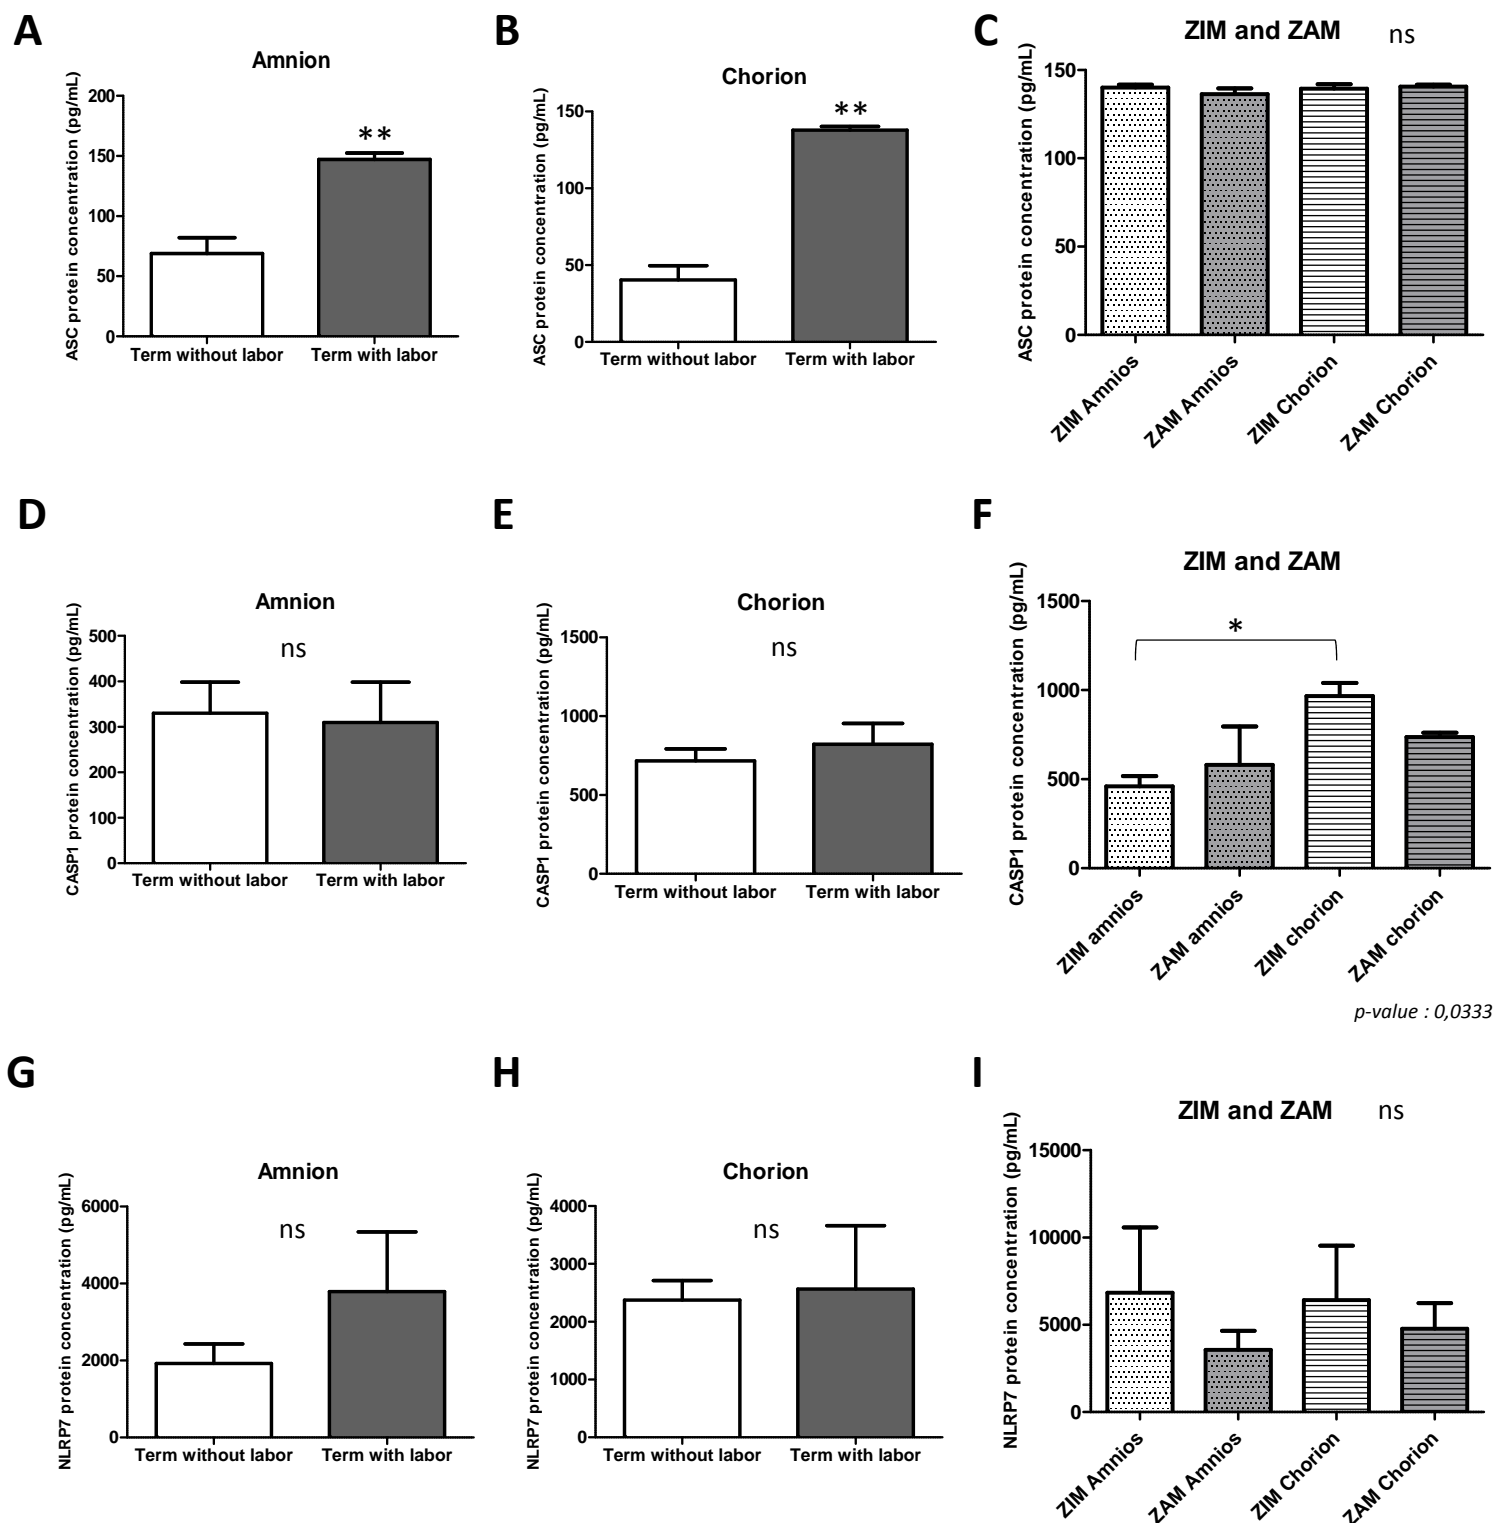 A
Amnion
ASC protein concentration (pg/mL)
200
150
100
50
0
**
Term without labor
Term with labor
B
Chorion
ASC protein concentration (pg/mL)
150
100
50
0
**
Term without labor
Term with labor
C
ZIM and ZAM
ns
ASC protein concentration (pg/mL)
150
100
50
0
ZIM Amnios
ZAM Amnios
ZIM Chorion
ZAM Chorion
D
Amnion
ns
CASP1 protein concentration (pg/mL)
500
400
300
200
100
0
Term without labor
Term with labor
E
Chorion
ns
CASP1 protein concentration (pg/mL)
1500
1000
500
0
Term without labor
Term with labor
F
ZIM and ZAM
CASP1 protein concentration (pg/mL)
1500
1000
500
0
*
ZIM amnios
ZAM amnios
ZIM chorion
ZAM chorion
p-value : 0,0333
G
Amnion
ns
NLRP7 protein concentration (pg/mL)
6000
4000
2000
0
Term without labor
Term with labor
H
Chorion
ns
NLRP7 protein concentration (pg/mL)
4000
3000
2000
1000
0
Term without labor
Term with labor
I
ZIM and ZAM
ns
NLRP7 protein concentration (pg/mL)
15000
10000
5000
0
ZIM Amnios
ZAM Amnios
ZIM Chorion
ZAM Chorion